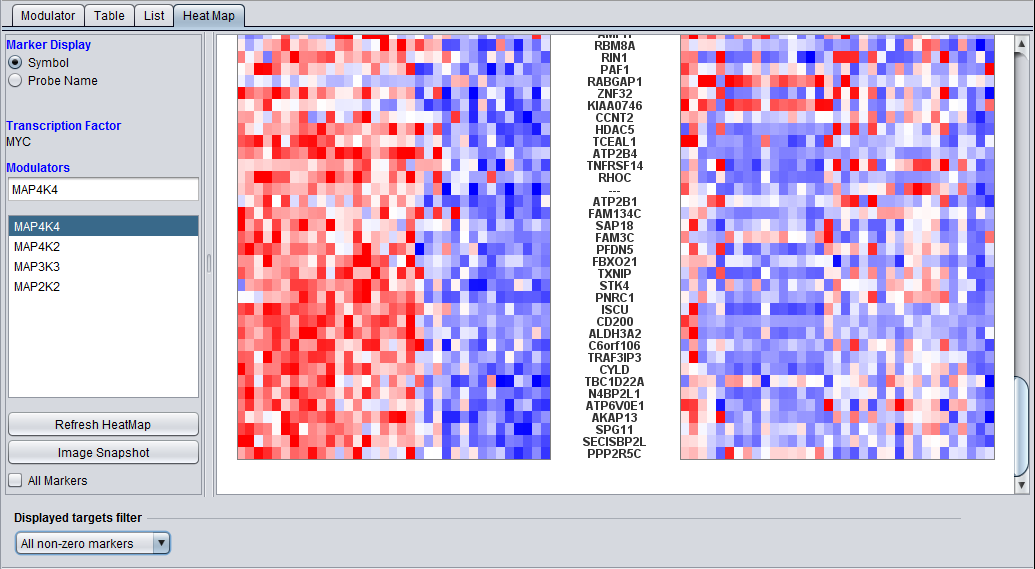 Modulator
Table
List
Heat Map
Marker Display
Symbol
Probe Name
Transcription Factor
MYC
Modulators
MAP4K4
MAP4K4
MAP4K2
MAP3K3
MAP2K2
Refresh HeatMap
Image Snapshot
All Markers
RBM8A
RIN1
PAF1
RABGAP1
ZNF32
KIAA0746
CCNT2
HDAC5
TCEAL1
ATP2B4
TNFRSF14
RHOC
---
ATP2B1
FAM134C
SAP18
FAM3C
PFDN5
FBXO21
TXNIP
STK4
PNRC1
ISCU
CD200
ALDH3A2
C6orf106
TRAF3IP3
CYLD
TBC1D22A
N4BP2L1
ATP6V0E1
AKAP13
SPG11
SECISBP2L
PPP2R5C
Displayed targets filter
All non-zero markers